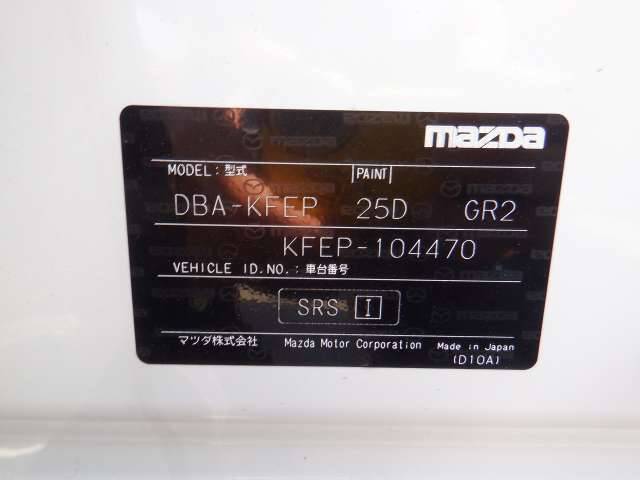 mazda
MODEL:型式 PAINT
DBA-KFEP 25D GR2
KFEP-104470
VEHICLE ID.NO.:車台番号
SRS I
マツダ株式会社 Mazda Motor Corporation Made in Japan
(D10A)